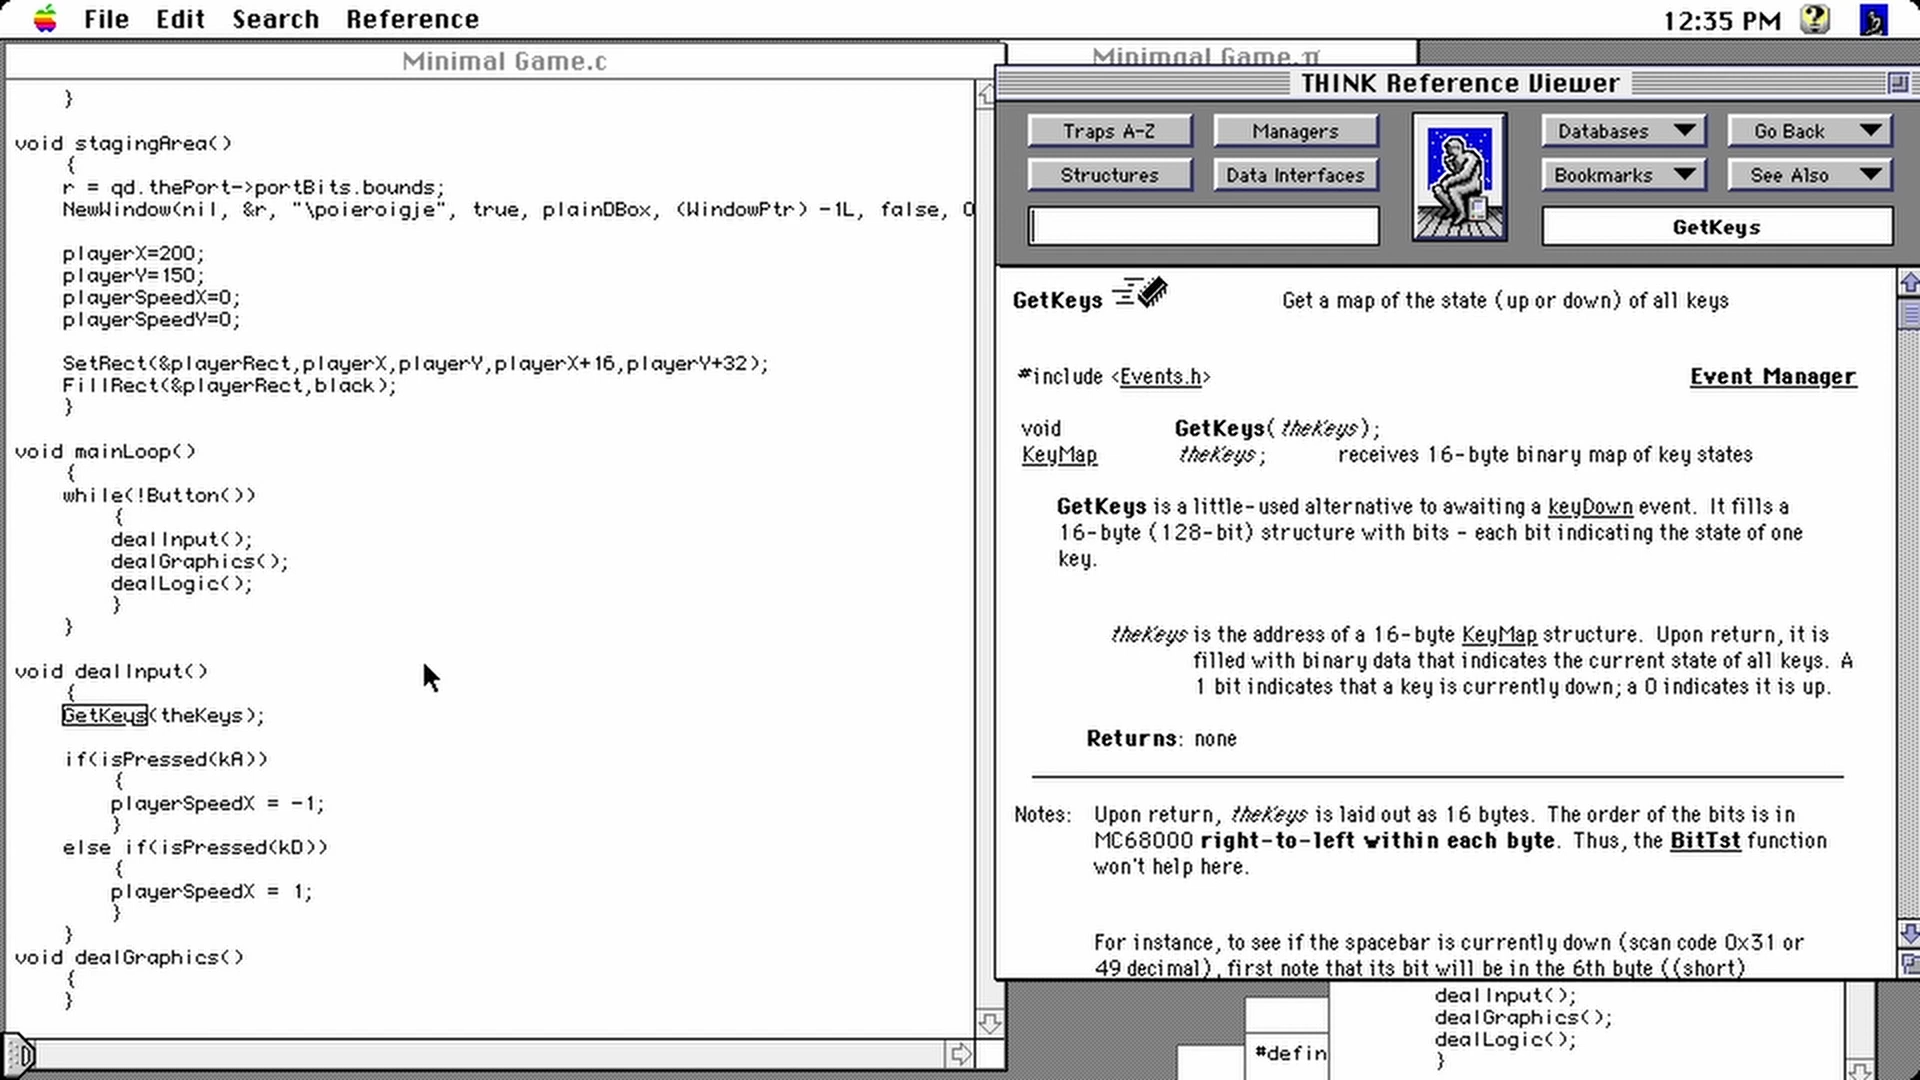 File Edit Search Reference
12:35 PM
Minimal Game.c
}
void stagingArea()
{
r = qd.thePort->portBits.bounds;
NewWindow(nil, &r, "\poieroigje", true, plainDBox, (WindowPtr) -1L, false, 0
playerX=200;
playerY=150;
playerSpeedX=0;
playerSpeedY=0;
SetRect(&playerRect,playerX,playerY,playerX+16,playerY+32);
FillRect(&playerRect,black);
}
void mainLoop()
{
while(!Button())
{
dealInput();
dealGraphics();
dealLogic();
}
}
void dealInput()
{
GetKeys(theKeys);
if(isPressed(kA))
{
playerSpeedX = -1;
}
else if(isPressed(kD))
{
playerSpeedX = 1;
}
}
void dealGraphics()
{
}
Minimal Game.π
THINK Reference Viewer
Traps A-Z Managers Databases Go Back
Structures Data Interfaces Bookmarks See Also
GetKeys
GetKeys Get a map of the state (up or down) of all keys
#include <Events.h> Event Manager
void GetKeys( theKeys);
KeyMap theKeys; receives 16-byte binary map of key states
GetKeys is a little-used alternative to awaiting a keyDown event. It fills a
16-byte (128-bit) structure with bits - each bit indicating the state of one
key.
theKeys is the address of a 16-byte KeyMap structure. Upon return, it is
filled with binary data that indicates the current state of all keys. A
1 bit indicates that a key is currently down; a 0 indicates it is up.
Returns: none
Notes: Upon return, theKeys is laid out as 16 bytes. The order of the bits is in
MC68000 right-to-left within each byte. Thus, the BitTst function
won't help here.
For instance, to see if the spacebar is currently down (scan code 0x31 or
49 decimal), first note that its bit will be in the 6th byte ((short)
dealInput();
dealGraphics();
dealLogic();
}
#defin